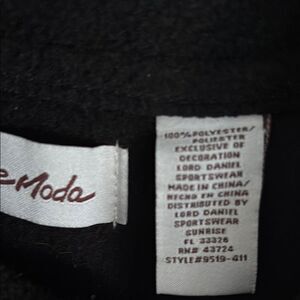 e Moda
100% POLYESTER/
POLIESTER
EXCLUSIVE OF
DECORATION
LORD DANIEL
SPORTSWEAR
MADE IN CHINA/
HECHO EN CHINA
DISTRIBUTED BY
LORD DANIEL
SPORTSWEAR
SUNRISE
FL 33326
RN# 43724
STYLE#9519-411